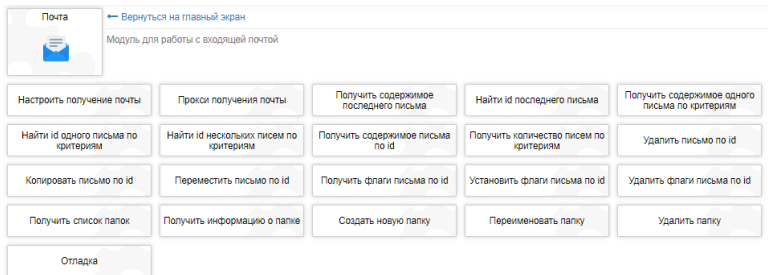 Почта
← Вернуться на главный экран
Модуль для работы с входящей почтой
Настроить получение почты
Прокси получения почты
Получить содержимое
последнего письма
Найти id последнего письма
Получить содержимое одного
письма по критериям
Найти id одного письма по
критериям
Найти id нескольких писем по
критериям
Получить содержимое письма
по id
Получить количество писем по
критериям
Удалить письмо по id
Копировать письмо по id
Переместить письмо по id
Получить флаги письма по id
Установить флаги письма по id
Удалить флаги письма по id
Получить список папок
Получить информацию о папке
Создать новую папку
Переименовать папку
Удалить папку
Отладка